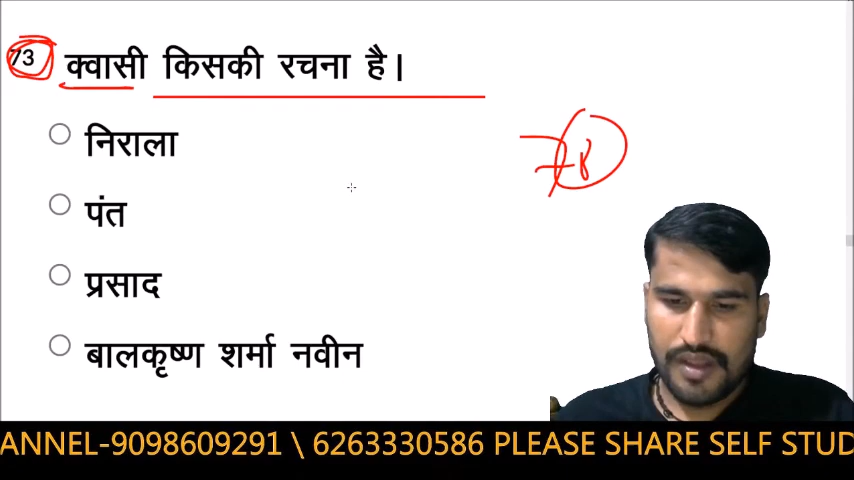 73 क्वासी किसकी रचना है।
निराला
पंत
प्रसाद
बालकृष्ण शर्मा नवीन
ANNEL-9098609291 \ 6263330586 PLEASE SHARE SELF STUD